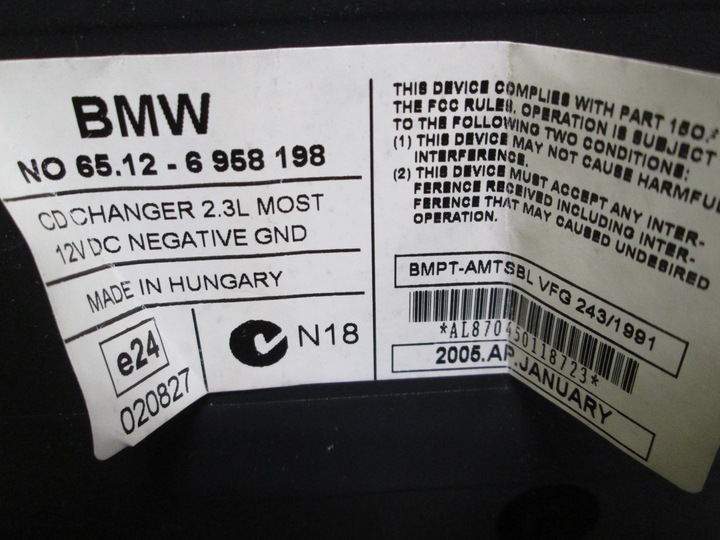 BMW
NO 65.12 - 6 958 198
CD CHANGER 2.3L MOST
12V DC NEGATIVE GND
MADE IN HUNGARY
e24
020827
N18
THIS DEVICE COMPLIES WITH PART
THE FCC RULES. OPERATION IS SUBJECT
TO THE FOLLOWING TWO CONDITIONS:
(1) THIS DEVICE MAY NOT CAUSE HARMFUL
INTERFERENCE.
(2) THIS DEVICE MUST ACCEPT ANY INTER-
FERENCE RECEIVED INCLUDING INTER-
FERENCE THAT MAY CAUSED UNDESIRED
OPERATION.
BMPT-AMTSBL VFG 243/1991
*AL870450118723*
2005.AP.JANUARY